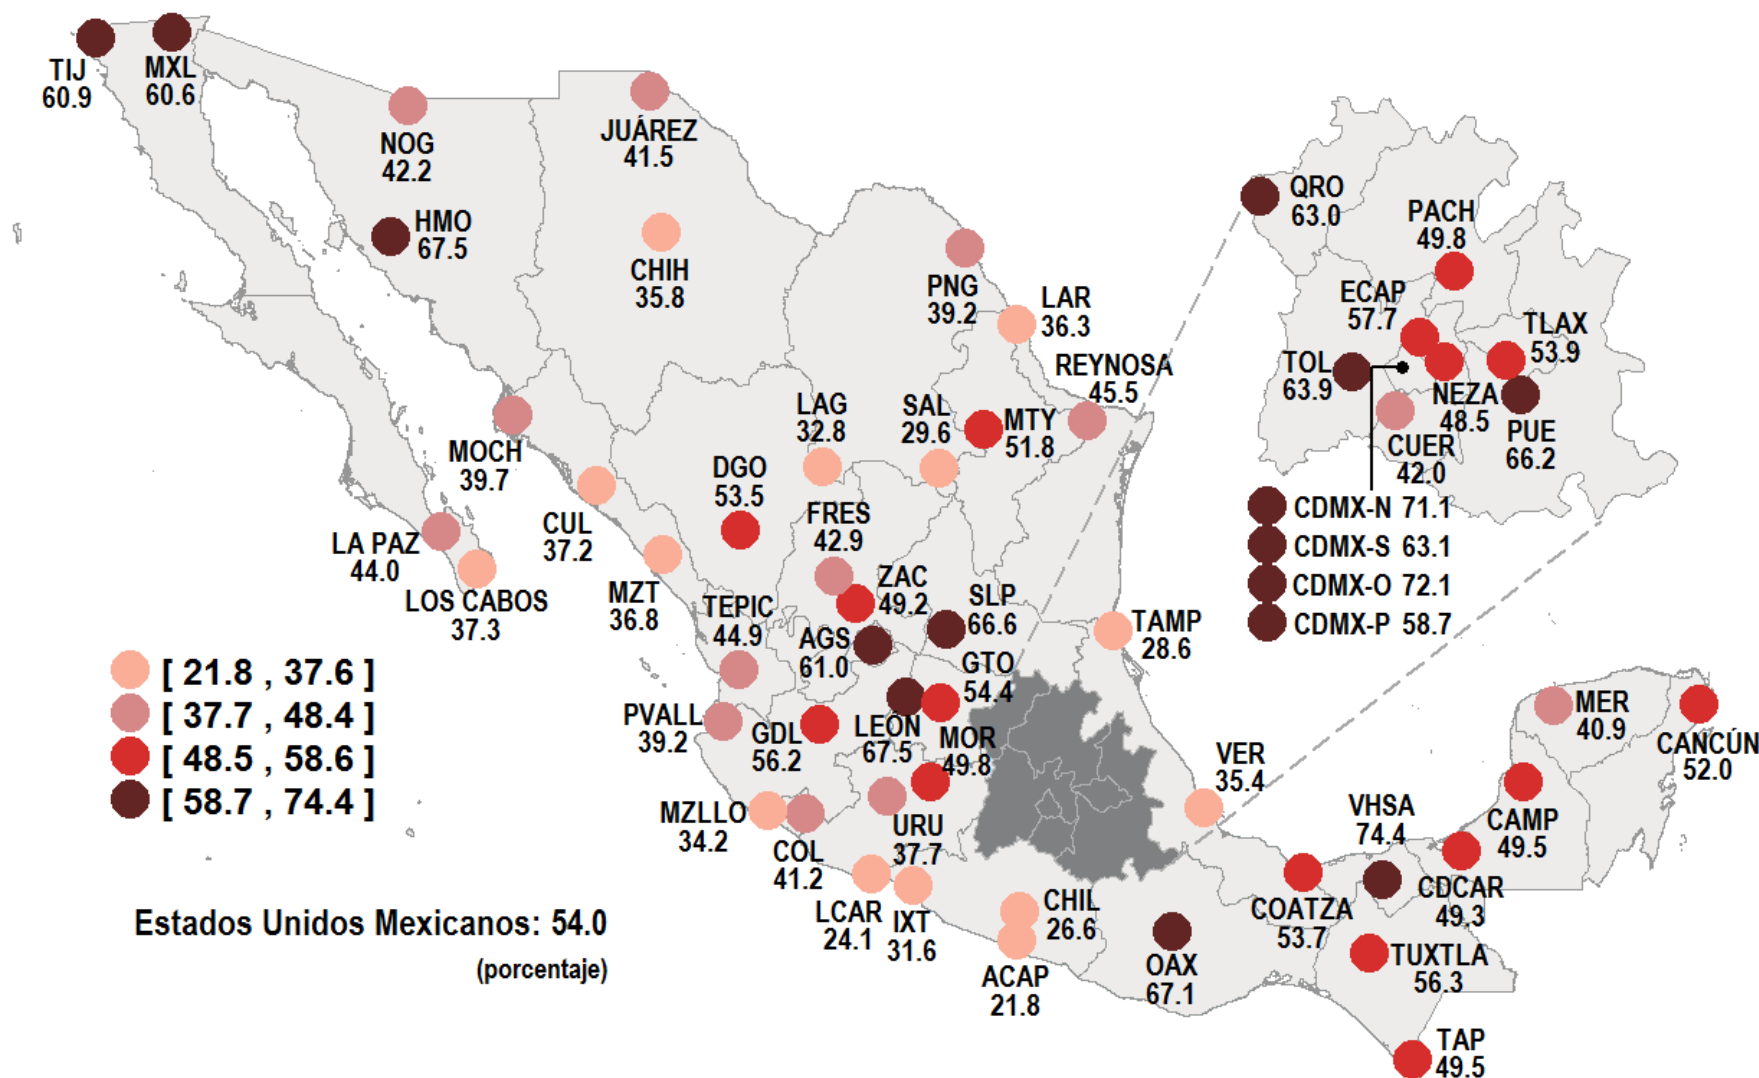 TIJ
60.9
MXL
60.6
NOG
42.2
HMO
67.5
JUÁREZ
41.5
CHIH
35.8
PNG
39.2
LAR
36.3
REYNOSA
45.5
LAG
32.8
SAL
29.6
MTY
51.8
MOCH
39.7
DGO
53.5
FRES
42.9
CUL
37.2
LA PAZ
44.0
LOS CABOS
37.3
MZT
36.8
TEPIC
44.9
ZAC
49.2
AGS
61.0
SLP
66.6
TAMP
28.6
GTO
54.4
PVALL
39.2
GDL
56.2
LEÓN
67.5
MOR
49.8
MZLLO
34.2
COL
41.2
URU
37.7
LCAR
24.1
IXT
31.6
CHIL
26.6
ACAP
21.8
OAX
67.1
VER
35.4
COATZA
53.7
VHSA
74.4
CDCAR
49.3
CAMP
49.5
MER
40.9
CANCÚN
52.0
TUXTLA
56.3
TAP
49.5
QRO
63.0
PACH
49.8
ECAP
57.7
TLAX
53.9
TOL
63.9
NEZA
48.5
CUER
42.0
PUE
66.2
CDMX-N 71.1
CDMX-S 63.1
CDMX-O 72.1
CDMX-P 58.7
[ 21.8 , 37.6 ]
[ 37.7 , 48.4 ]
[ 48.5 , 58.6 ]
[ 58.7 , 74.4 ]
Estados Unidos Mexicanos: 54.0
(porcentaje)